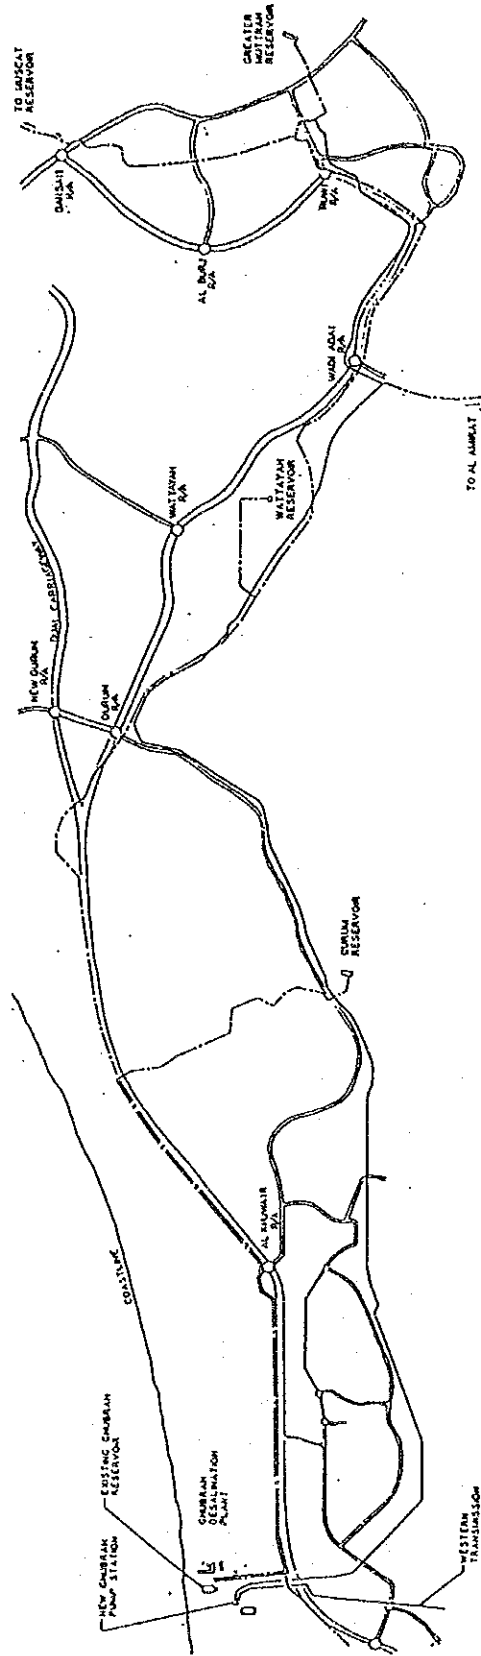 NEW GHUBRAH
PUMP STATION
EXISTING GHUBRAH
RESERVOIR
GHUBRAH
DESALINATION
PLANT
WESTERN
TRANSMISSION
COASTLINE
AL KHUWAIR
R/A
QURUM
RESERVOIR
NEW QURUM
R/A
QURUM
R/A
DUAL CARRIAGEWAY
WATTAYAH
R/A
WATTAYAH
RESERVOIR
WADI ADAI
R/A
TO AL AMERAT
AL BURJ
R/A
RUWI
R/A
R/A
TO MUSCAT
RESERVOIR
GREATER
MUTTRAH
RESERVOIR